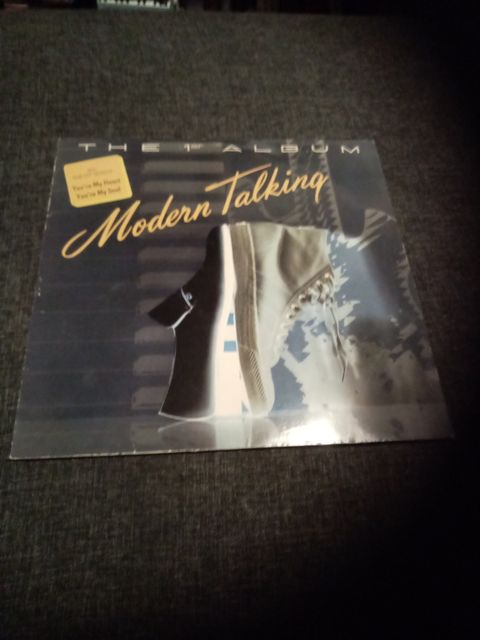 THE 1ST ALBUM
You're My Heart
You're My Soul
Modern Talking